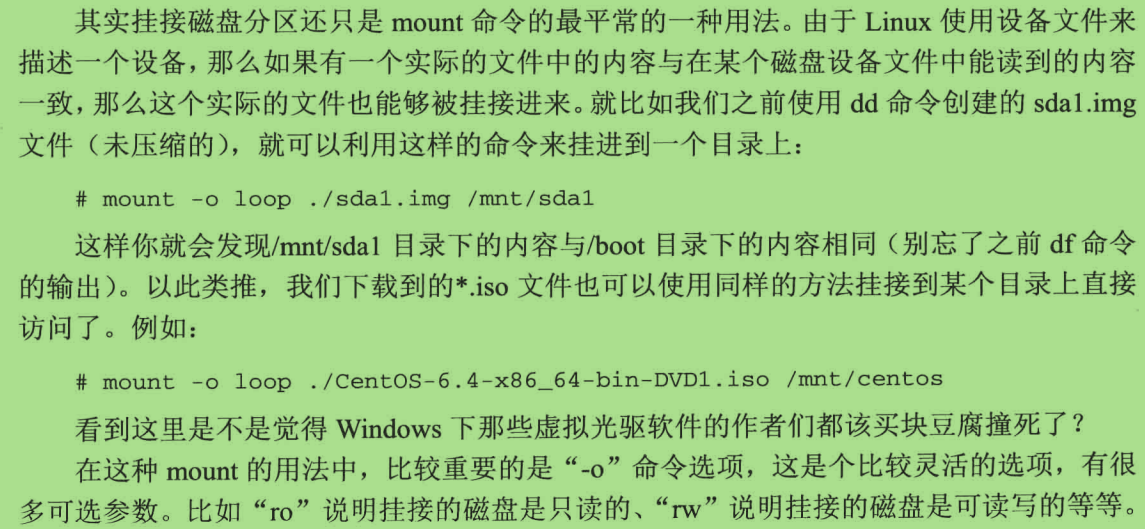 其实挂接磁盘分区还只是 mount 命令的最平常的一种用法。由于 Linux 使用设备文件来
描述一个设备，那么如果有一个实际的文件中的内容与在某个磁盘设备文件中能读到的内容
一致，那么这个实际的文件也能够被挂接进来。就比如我们之前使用 dd 命令创建的 sda1.img
文件（未压缩的），就可以利用这样的命令来挂进到一个目录上：
# mount -o loop ./sda1.img /mnt/sda1
这样你就会发现/mnt/sda1 目录下的内容与/boot 目录下的内容相同（别忘了之前 df 命令
的输出）。以此类推，我们下载到的*.iso 文件也可以使用同样的方法挂接到某个目录上直接
访问了。例如：
# mount -o loop ./CentOS-6.4-x86_64-bin-DVD1.iso /mnt/centos
看到这里是不是觉得 Windows 下那些虚拟光驱软件的作者们都该买块豆腐撞死了？
在这种 mount 的用法中，比较重要的是“-o”命令选项，这是个比较灵活的选项，有很
多可选参数。比如“ro”说明挂接的磁盘是只读的、“rw”说明挂接的磁盘是可读写的等等。